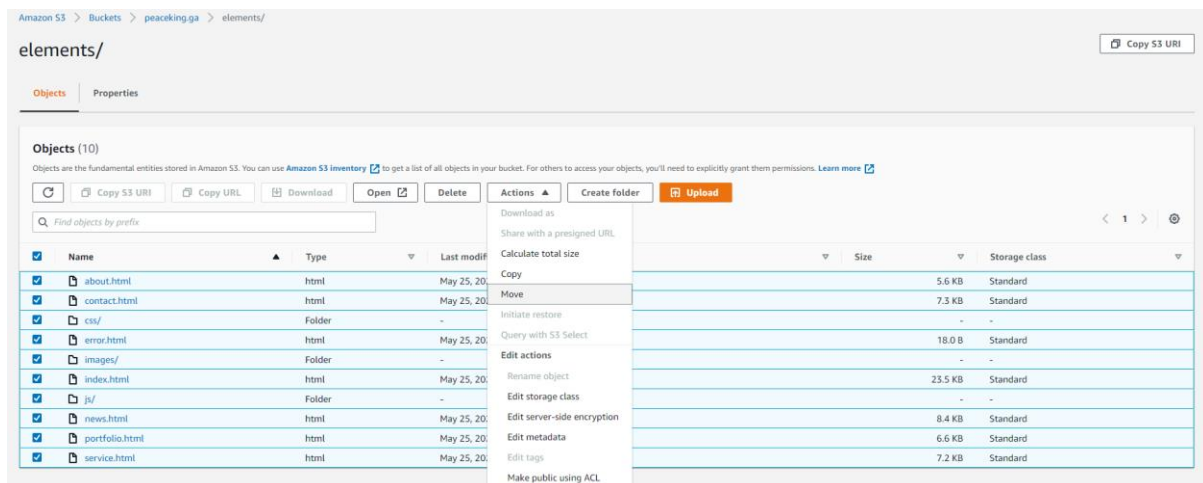 Amazon S3 > Buckets > peaceking.ga > elements/
elements/
Copy S3 URI
Objects Properties
Objects (10)
Objects are the fundamental entities stored in Amazon S3. You can use Amazon S3 inventory to get a list of all objects in your bucket. For others to access your objects, you'll need to explicitly grant them permissions. Learn more
Copy S3 URI Copy URL Download Open Delete Actions Create folder Upload
Find objects by prefix
< 1 >
Download as
Share with a presigned URL
Calculate total size
Copy
Move
Initiate restore
Query with S3 Select
Edit actions
Rename object
Edit storage class
Edit server-side encryption
Edit metadata
Edit tags
Make public using ACL
Name Type Last modif Size Storage class
about.html html May 25, 20 5.6 KB Standard
contact.html html May 25, 20 7.3 KB Standard
css/ Folder - - -
error.html html May 25, 20 18.0 B Standard
images/ Folder - - -
index.html html May 25, 20 23.5 KB Standard
js/ Folder - - -
news.html html May 25, 20 8.4 KB Standard
portfolio.html html May 25, 20 6.6 KB Standard
service.html html May 25, 20 7.2 KB Standard